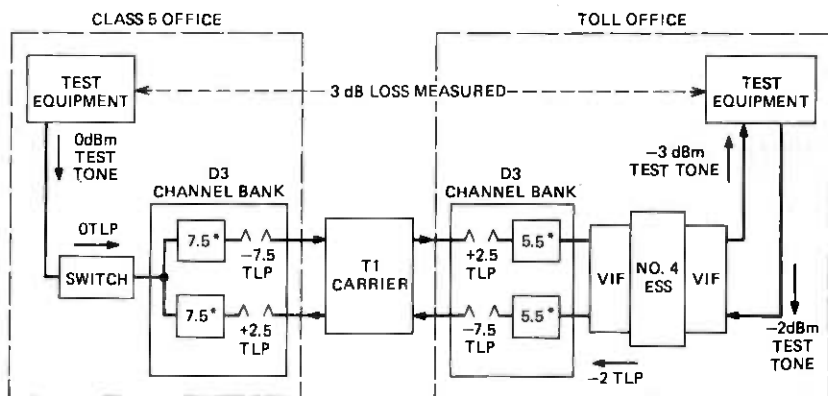 CLASS 5 OFFICE
TOLL OFFICE
TEST
EQUIPMENT
3 dB LOSS MEASURED
TEST
EQUIPMENT
0dBm
TEST
TONE
-3 dBm
TEST TONE
D3
CHANNEL BANK
D3
CHANNEL BANK
0TLP
7.5*
-7.5
TLP
T1
CARRIER
+2.5
TLP
5.5*
VIF
NO. 4
ESS
VIF
SWITCH
7.5*
+2.5
TLP
-7.5
TLP
5.5*
-2dBm
TEST
TONE
-2 TLP